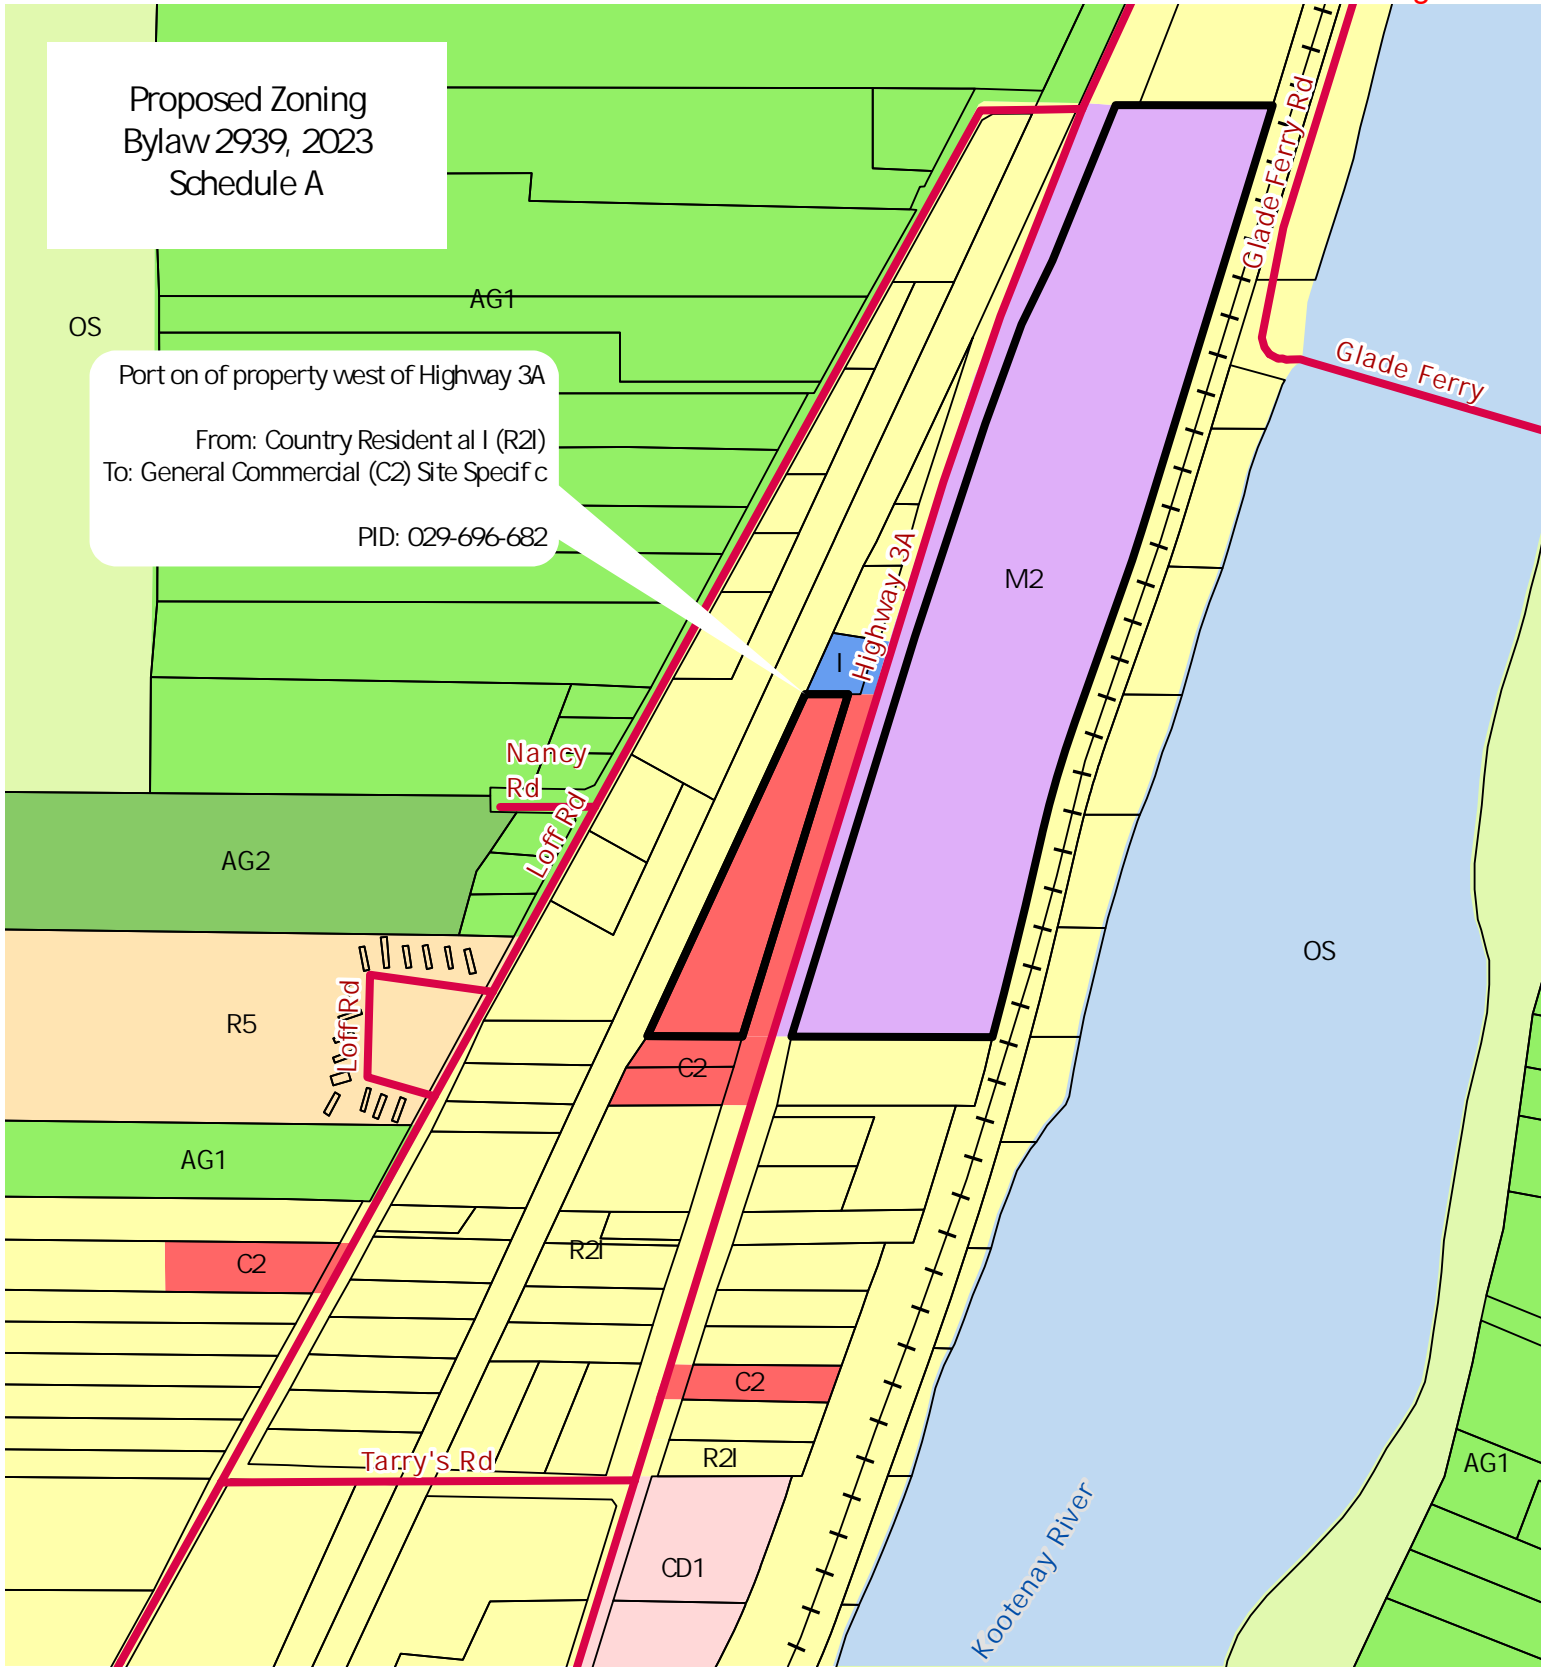 Proposed Zoning
Bylaw 2939, 2023
Schedule A
Glade Ferry Rd
AG1
OS
Glade Ferry
Port on of property west of Highway 3A
From: Country Resident al I (R2I)
To: General Commercial (C2) Site Specif c
PID: 029-696-682
M2
Highway 3A
I
Nancy
Rd
Loff Rd
AG2
OS
Loff Rd
R5
C2
AG1
R2I
C2
C2
R2I
Tarry's Rd
AG1
CD1
Kootenay River